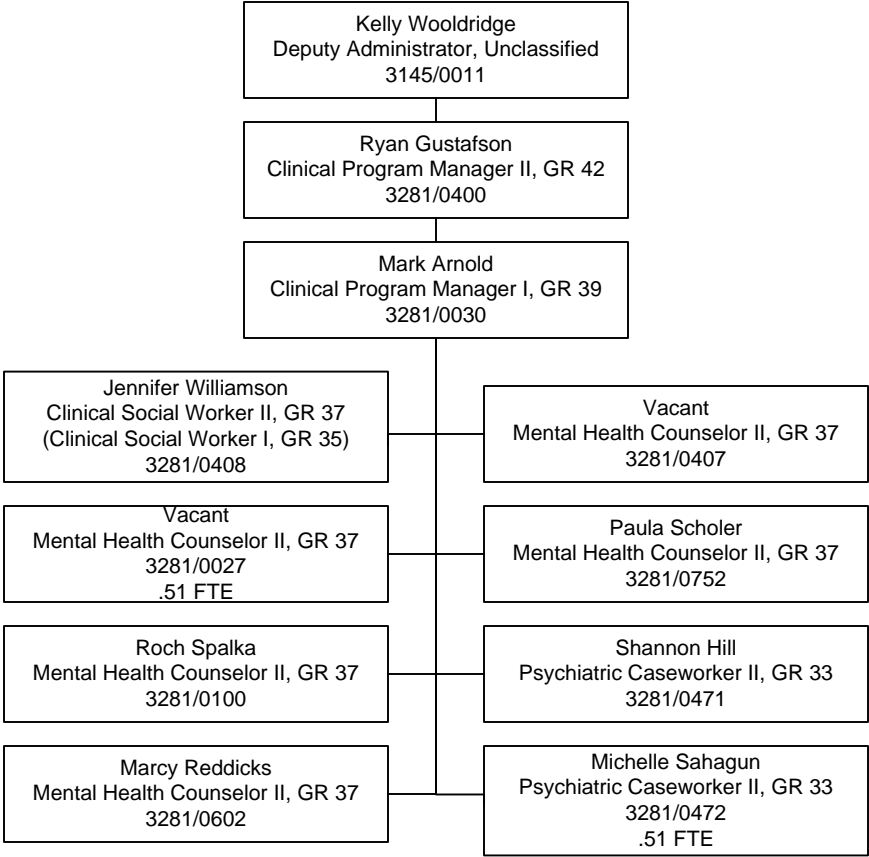 Kelly Wooldridge
Deputy Administrator, Unclassified
3145/0011
Ryan Gustafson
Clinical Program Manager II, GR 42
3281/0400
Mark Arnold
Clinical Program Manager I, GR 39
3281/0030
Jennifer Williamson
Clinical Social Worker II, GR 37
(Clinical Social Worker I, GR 35)
3281/0408
Vacant
Mental Health Counselor II, GR 37
3281/0407
Vacant
Mental Health Counselor II, GR 37
3281/0027
.51 FTE
Paula Scholer
Mental Health Counselor II, GR 37
3281/0752
Roch Spalka
Mental Health Counselor II, GR 37
3281/0100
Shannon Hill
Psychiatric Caseworker II, GR 33
3281/0471
Marcy Reddicks
Mental Health Counselor II, GR 37
3281/0602
Michelle Sahagun
Psychiatric Caseworker II, GR 33
3281/0472
.51 FTE